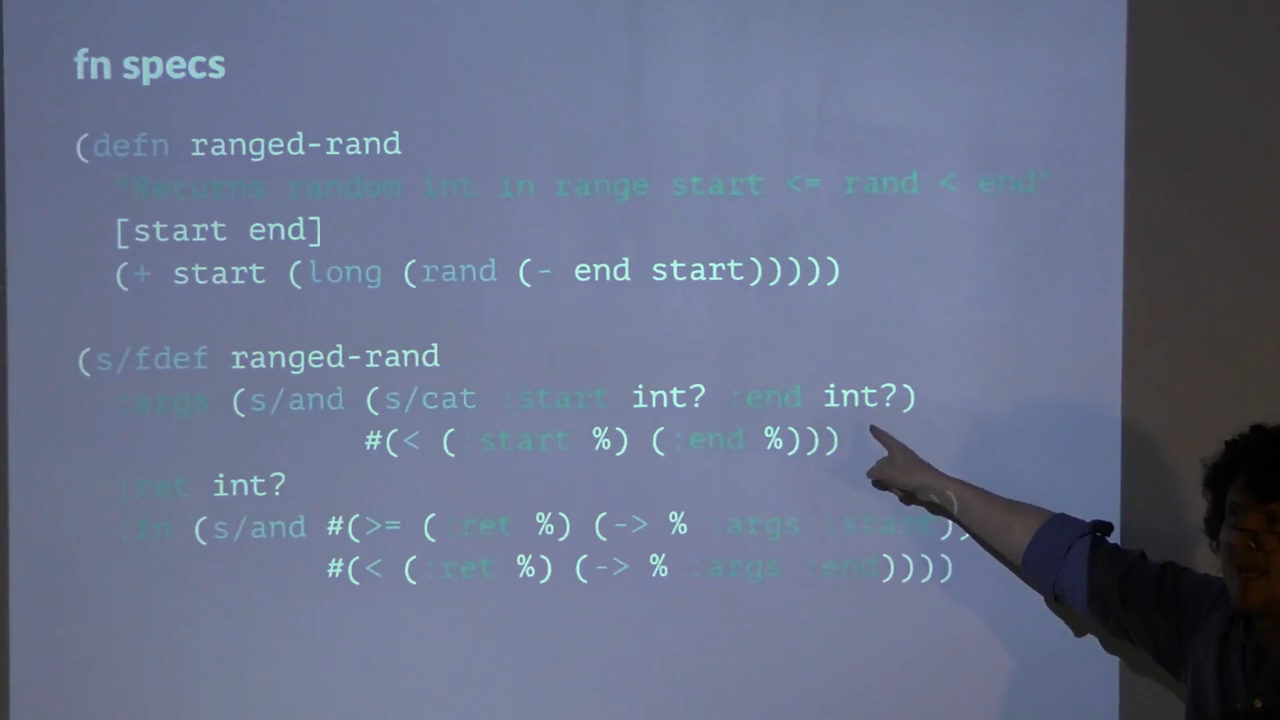 fn specs
(defn ranged-rand
"Returns random int in range start <= rand < end"
[start end]
(+ start (long (rand (- end start)))))
(s/fdef ranged-rand
:args (s/and (s/cat :start int? :end int?)
#(< (:start %) (:end %)))
:ret int?
:fn (s/and #(>= (:ret %) (-> % :args :start))
#(< (:ret %) (-> % :args :end))))